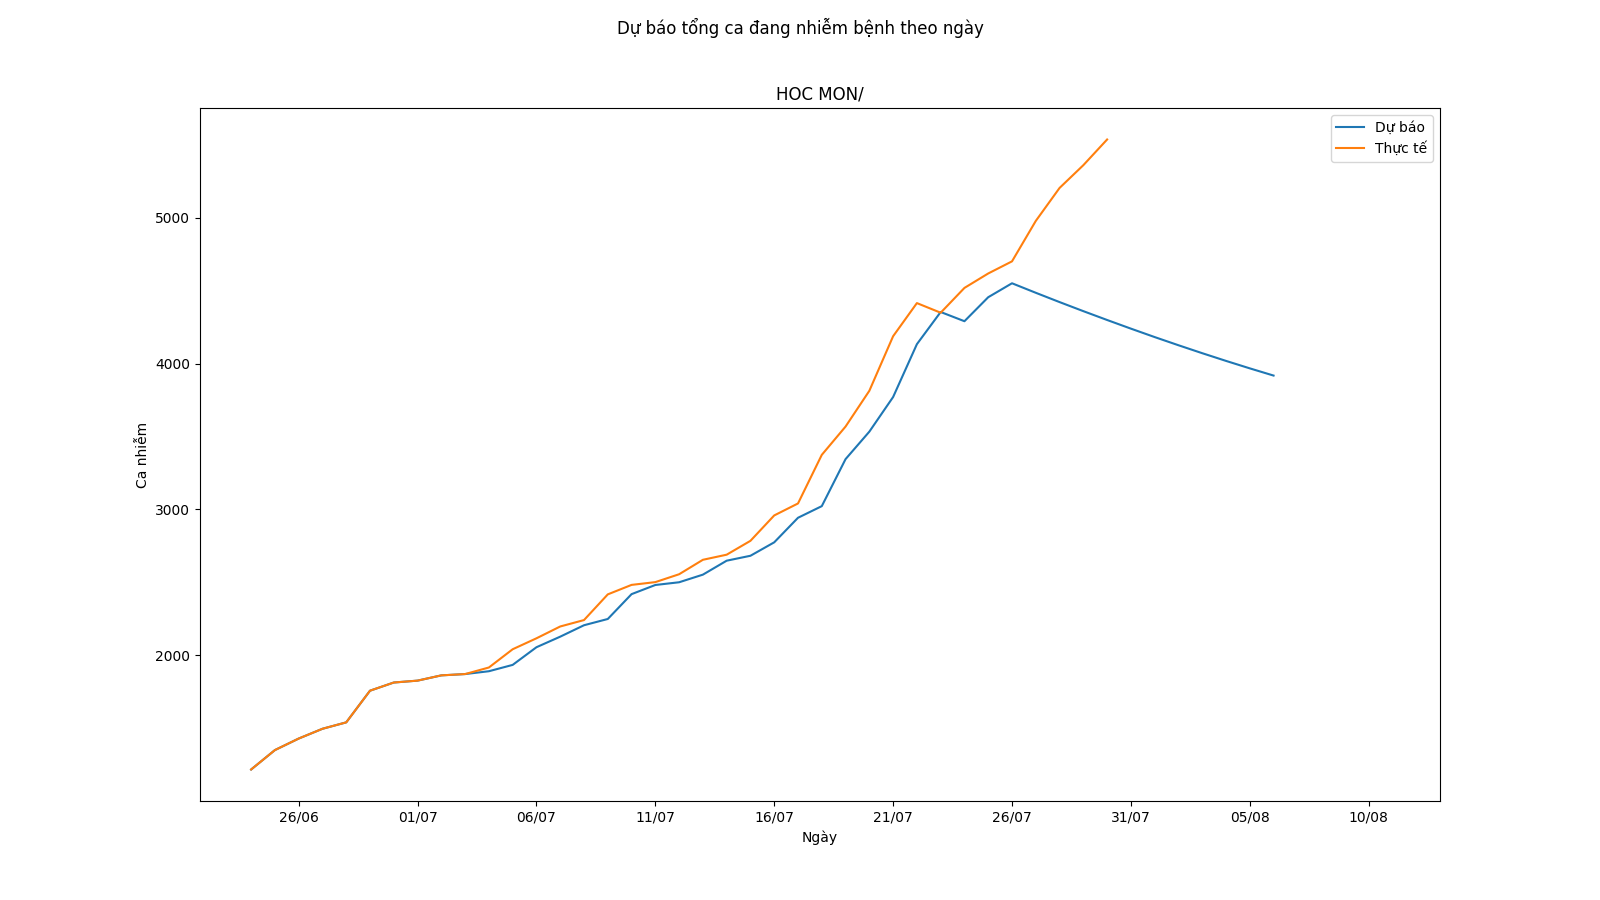 Dự báo tổng ca đang nhiễm bệnh theo ngày
HOC MON/
Dự báo
Thực tế
5000
4000
3000
2000
Ca nhiễm
26/06 01/07 06/07 11/07 16/07 21/07 26/07 31/07 05/08 10/08
Ngày